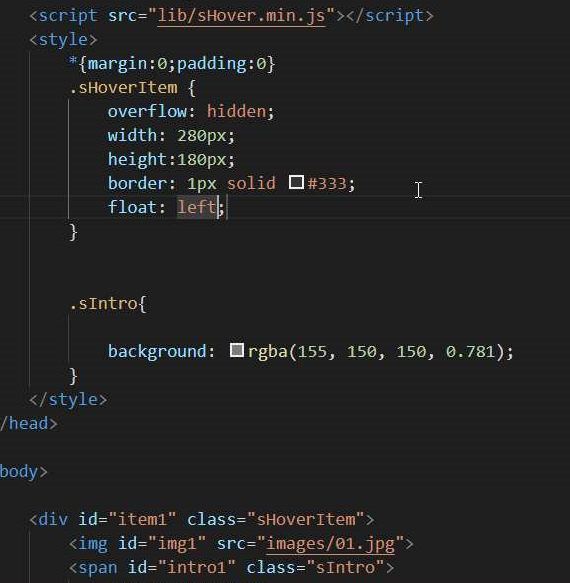 <script src="lib/sHover.min.js"></script>
<style>
*{margin:0;padding:0}
.sHoverItem {
overflow: hidden;
width: 280px;
height:180px;
border: 1px solid #333;
float: left;
}
.sIntro{
background: rgba(155, 150, 150, 0.781);
}
</style>
/head>
body>
<div id="item1" class="sHoverItem">
<img id="img1" src="images/01.jpg">
<span id="intro1" class="sIntro">